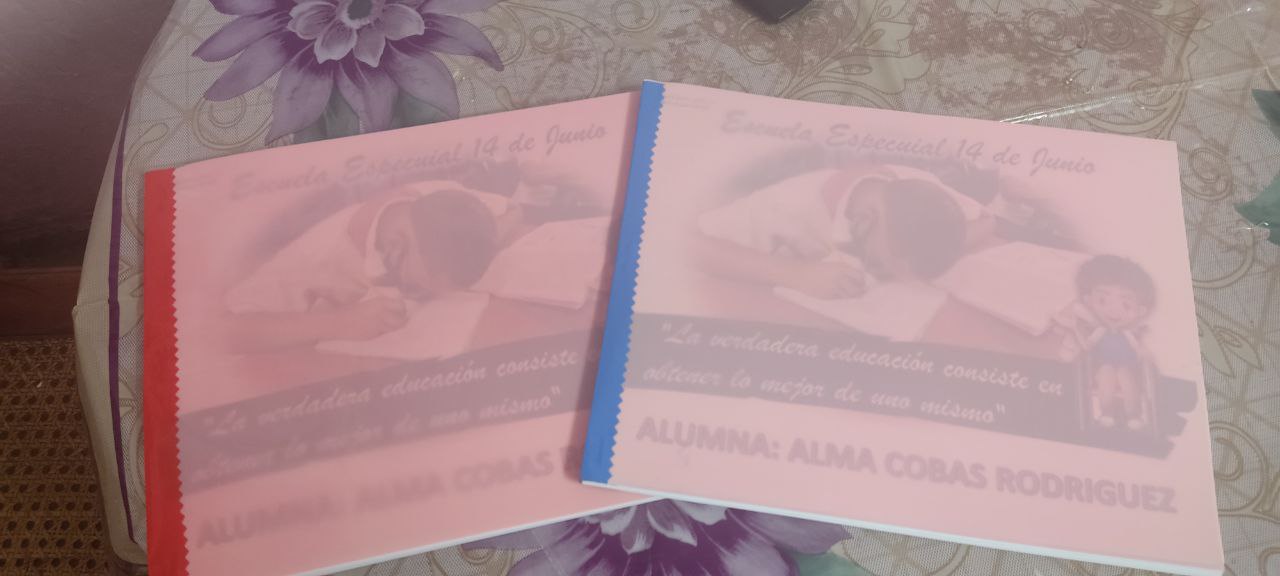 Escuela Especuial 14 de Junio
"La verdadera educación consiste
obtener lo mejor de uno mismo"
ALUMNA: ALMA COBAS
Escuela Especuial 14 de Junio
"La verdadera educación consiste en
obtener lo mejor de uno mismo"
ALUMNA: ALMA COBAS RODRIGUEZ